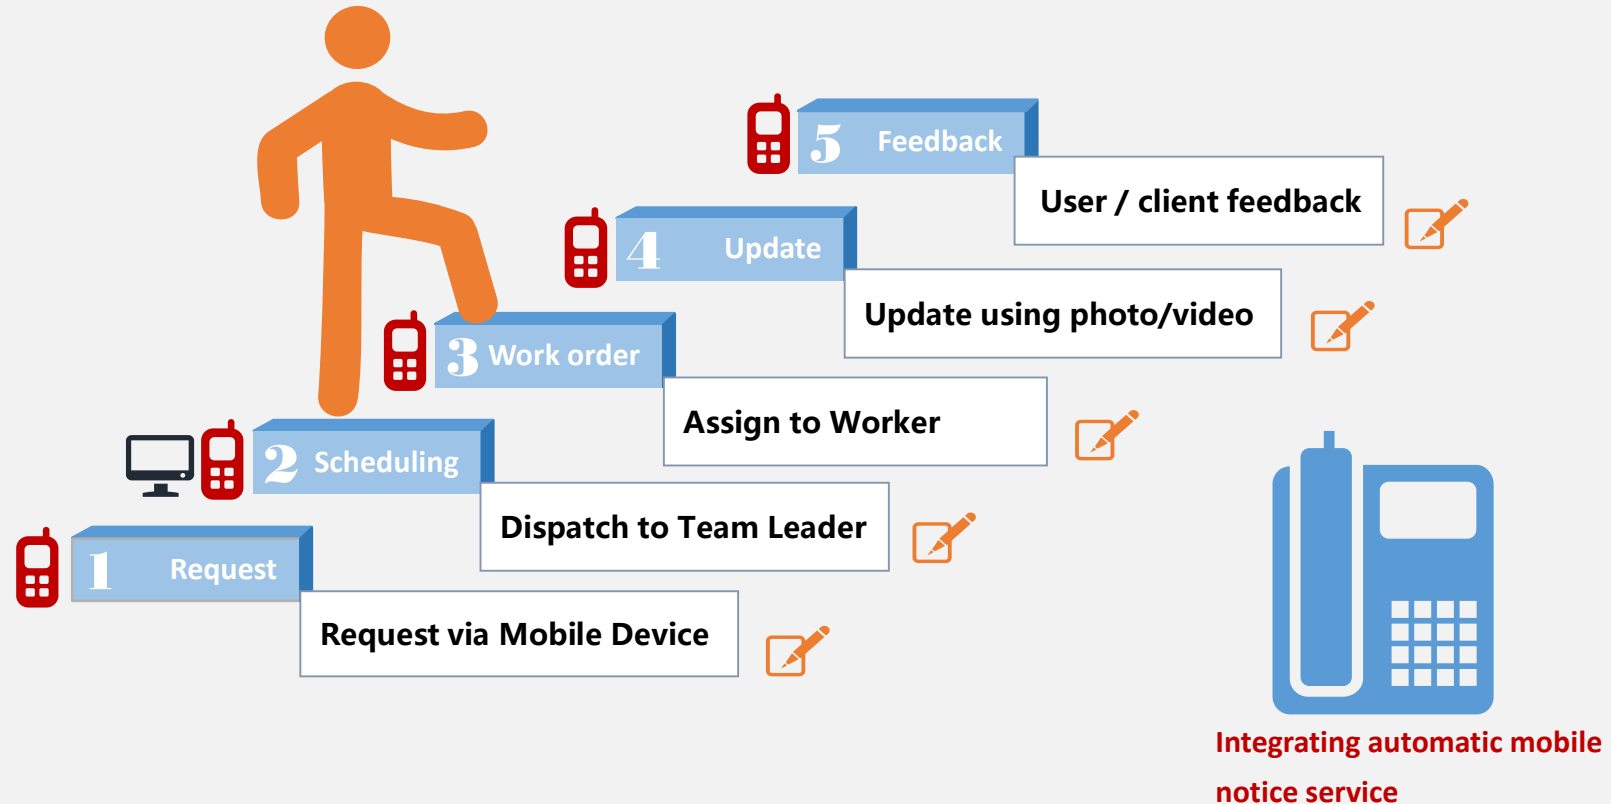 5 Feedback
User / client feedback
4 Update
Update using photo/video
3 Work order
Assign to Worker
2 Scheduling
Dispatch to Team Leader
1 Request
Request via Mobile Device
Integrating automatic mobile
notice service